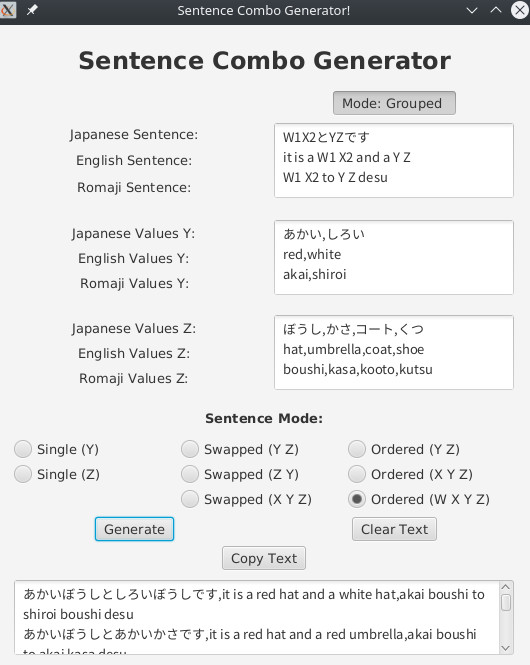 Sentence Combo Generator!
Sentence Combo Generator
Mode: Grouped
Japanese Sentence:
English Sentence:
Romaji Sentence:
W1X2とYZです
it is a W1 X2 and a Y Z
W1 X2 to Y Z desu
Japanese Values Y:
English Values Y:
Romaji Values Y:
あかい,しろい
red,white
akai,shiroi
Japanese Values Z:
English Values Z:
Romaji Values Z:
ぼうし,かさ,コート,くつ
hat,umbrella,coat,shoe
boushi,kasa,kooto,kutsu
Sentence Mode:
Single (Y)
Swapped (Y Z)
Ordered (Y Z)
Single (Z)
Swapped (Z Y)
Ordered (X Y Z)
Swapped (X Y Z)
Ordered (W X Y Z)
Generate
Clear Text
Copy Text
あかいぼうしとしろいぼうしです,it is a red hat and a white hat,akai boushi to
shiroi boushi desu
あかいぼうしとあかいかさです,it is a red hat and a red umbrella,akai boushi
to akai kasa desu